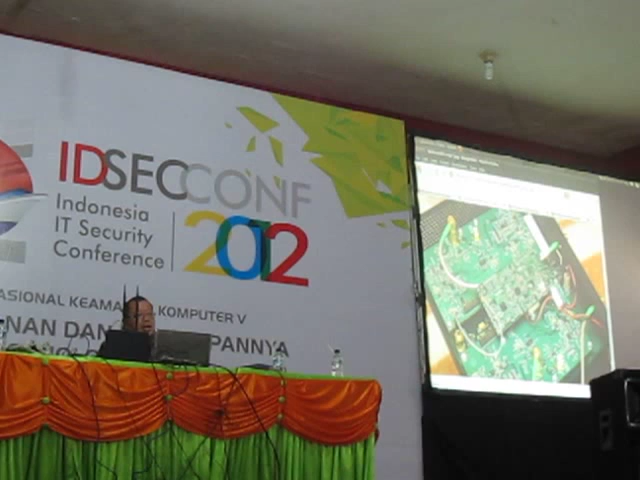 IDSECCONF
Indonesia
IT Security
Conference
2012
ASIONAL KEAMA KOMPUTER V
NAN DAN PANNYA